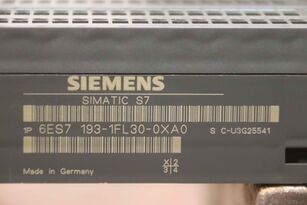 SIEMENS
SIMATIC S7
1P 6ES7 193-1FL30-0XA0 S C-U3G25541
Made in Germany
X 2
3 4